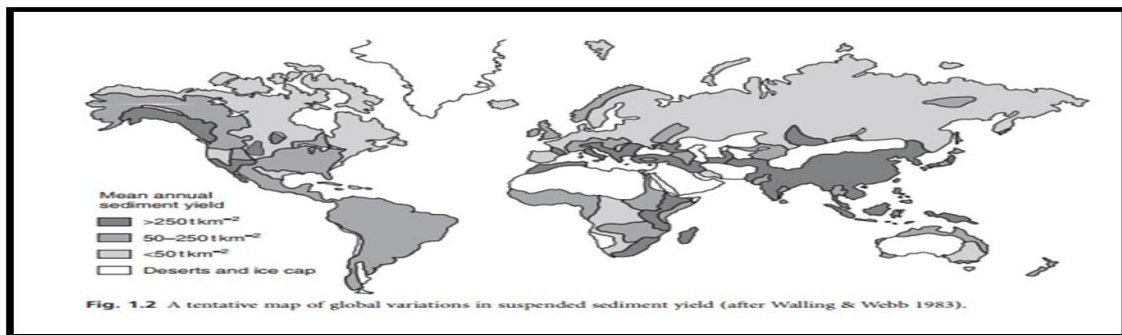 Mean annual
sediment yield
>250 t km⁻²
50–250 t km⁻²
<50 t km⁻²
Deserts and ice cap
Fig. 1.2 A tentative map of global variations in suspended sediment yield (after Walling & Webb 1983).